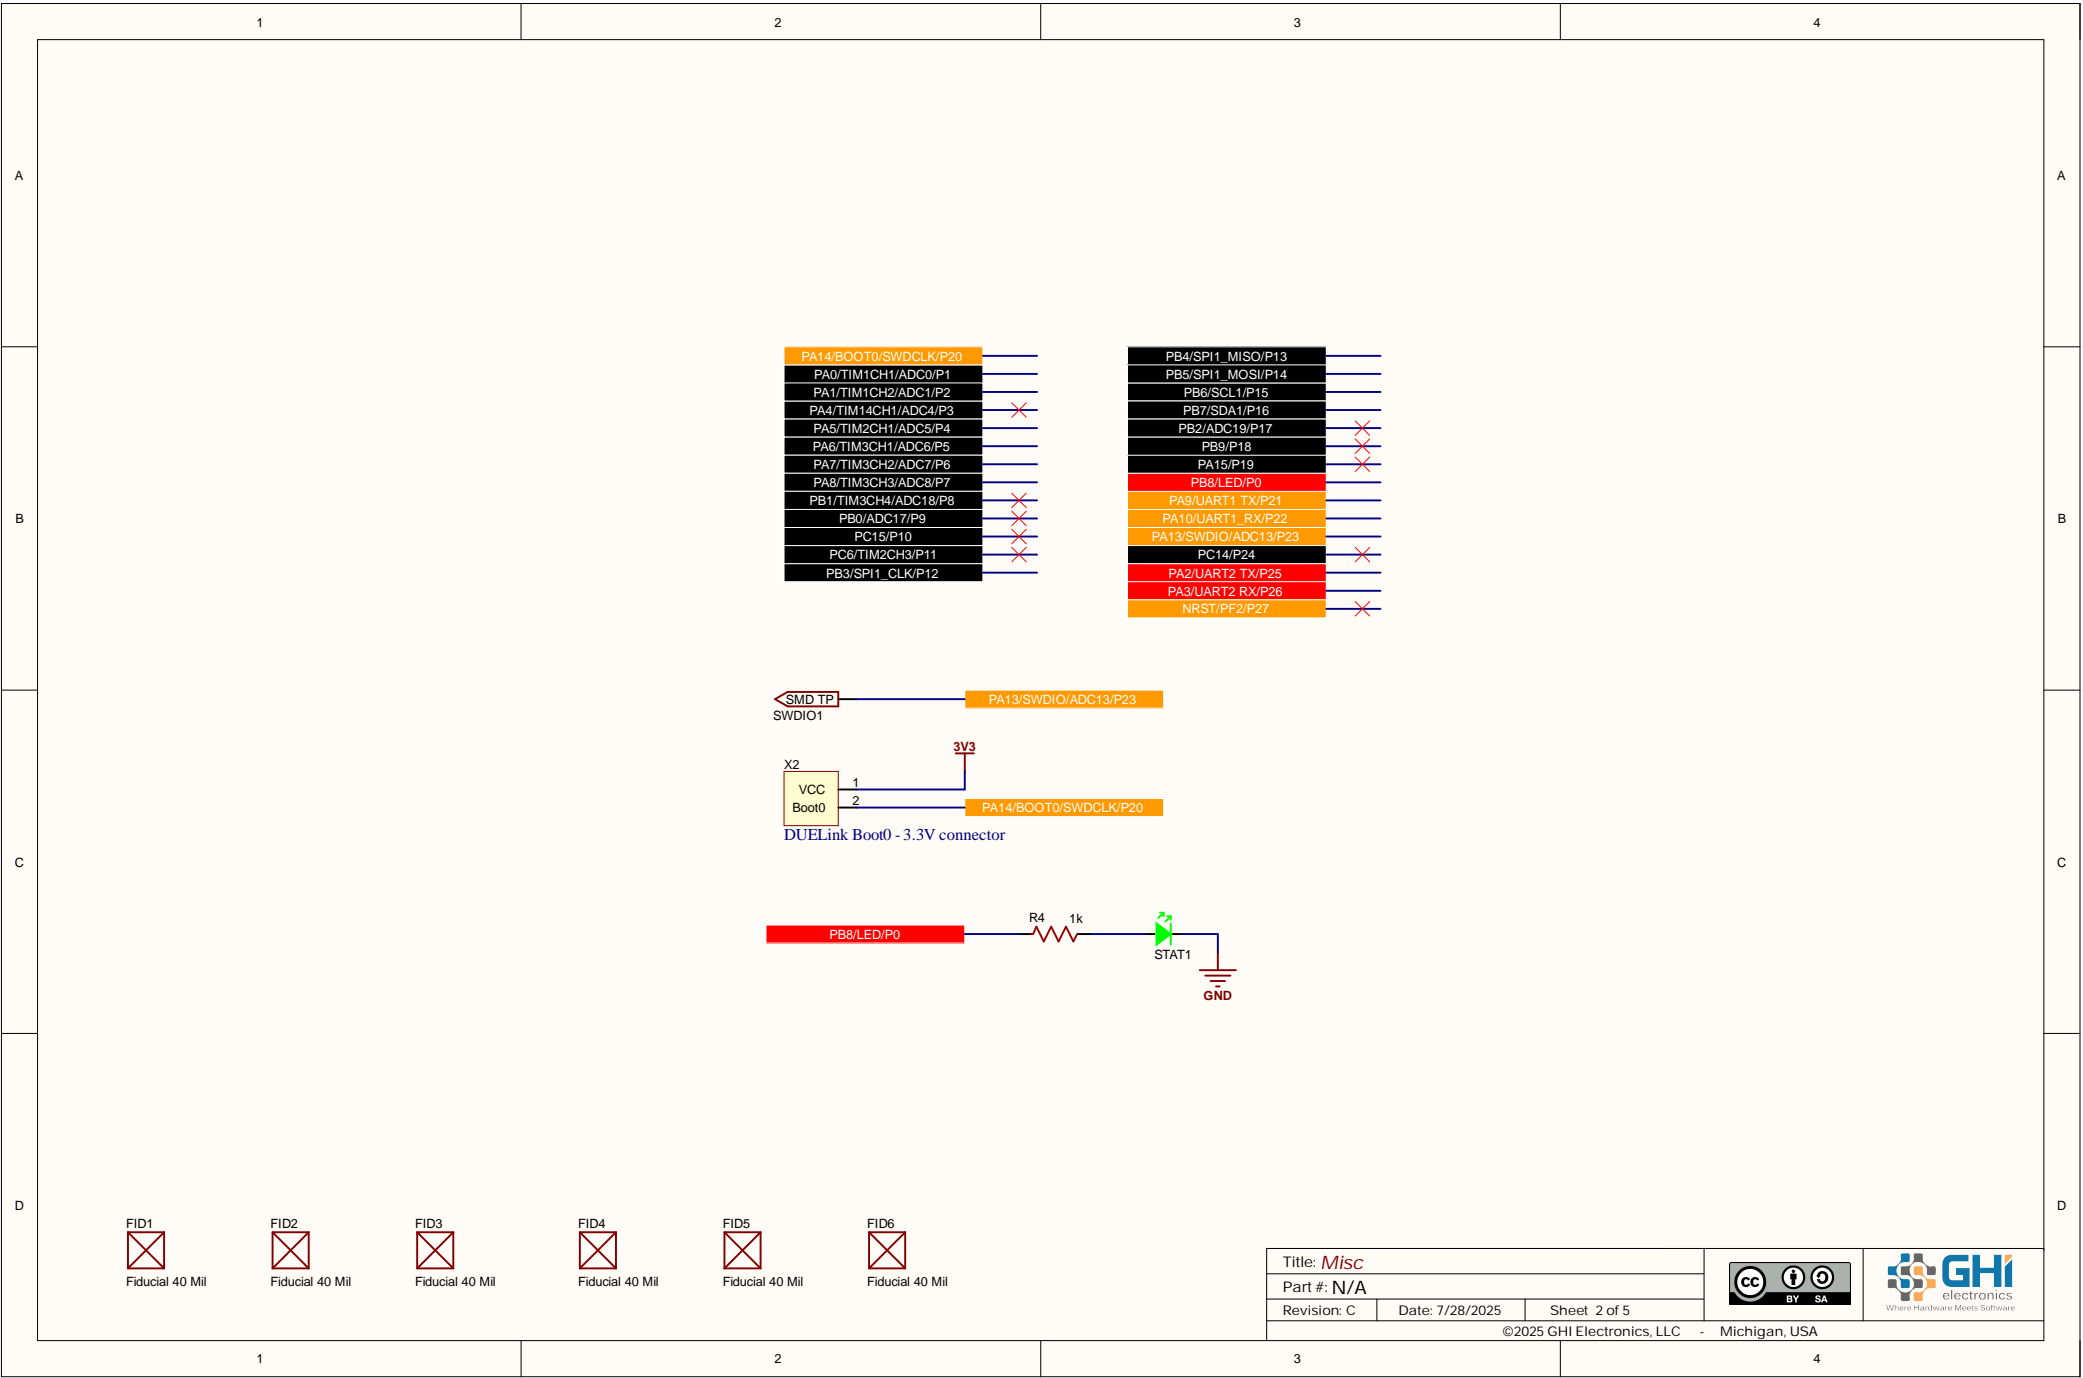 1 2 3 4
A A
PA14/BOOT0/SWDCLK/P20
PA0/TIM1CH1/ADC0/P1
PA1/TIM1CH2/ADC1/P2
PA4/TIM14CH1/ADC4/P3
PA5/TIM2CH1/ADC5/P4
PA6/TIM3CH1/ADC6/P5
PA7/TIM3CH2/ADC7/P6
PA8/TIM3CH3/ADC8/P7
PB1/TIM3CH4/ADC18/P8
PB0/ADC17/P9
PC15/P10
PC6/TIM2CH3/P11
PB3/SPI1_CLK/P12
PB4/SPI1_MISO/P13
PB5/SPI1_MOSI/P14
PB6/SCL1/P15
PB7/SDA1/P16
PB2/ADC19/P17
PB9/P18
PA15/P19
PB8/LED/P0
PA9/UART1 TX/P21
PA10/UART1_RX/P22
PA13/SWDIO/ADC13/P23
PC14/P24
PA2/UART2 TX/P25
PA3/UART2 RX/P26
NRST/PF2/P27
B B
SMD TP
SWDIO1
PA13/SWDIO/ADC13/P23
3V3
X2
VCC 1
Boot0 2
PA14/BOOT0/SWDCLK/P20
DUELink Boot0 - 3.3V connector
C C
PB8/LED/P0
R4 1k
STAT1
GND
D D
FID1 FID2 FID3 FID4 FID5 FID6
Fiducial 40 Mil Fiducial 40 Mil Fiducial 40 Mil Fiducial 40 Mil Fiducial 40 Mil Fiducial 40 Mil
Title: Misc
Part #: N/A
Revision: C Date: 7/28/2025 Sheet 2 of 5
©2025 GHI Electronics, LLC - Michigan, USA
cc BY SA
GHI
electronics
Where Hardware Meets Software
1 2 3 4